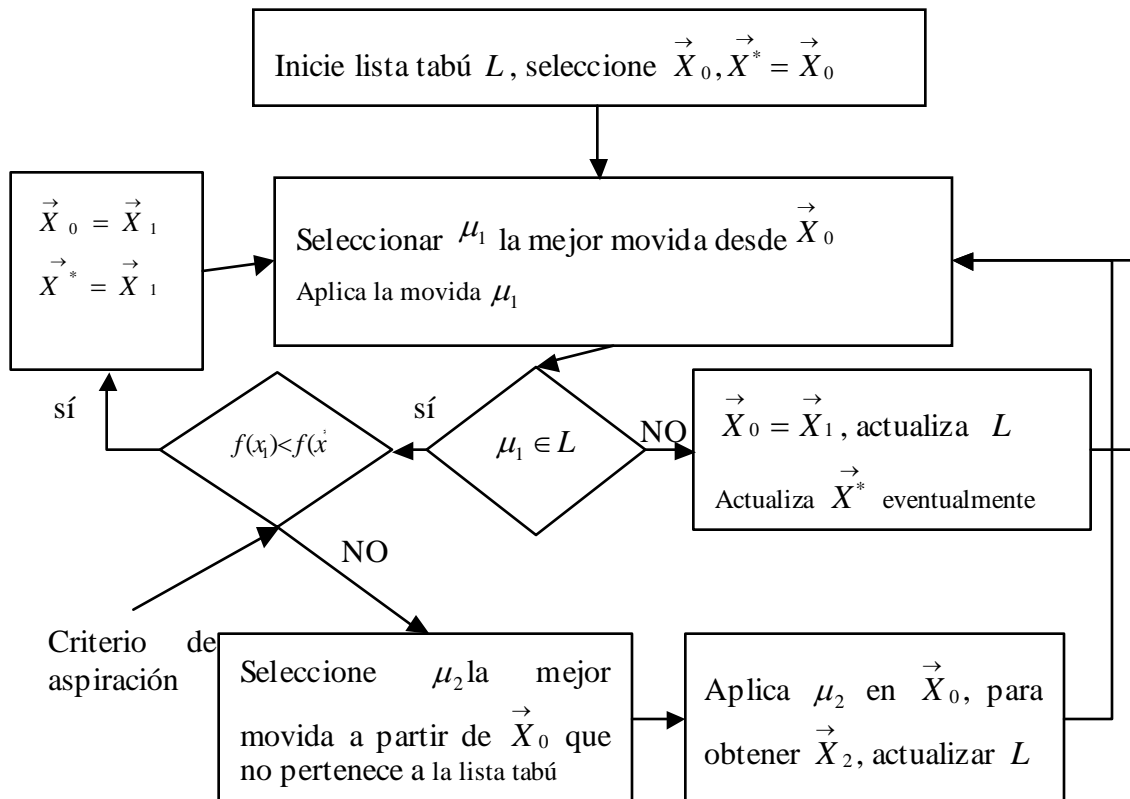 Inicie lista tabú L, seleccione X⃗₀, X⃗* = X⃗₀
X⃗₀ = X⃗₁
X⃗* = X⃗₁
Seleccionar μ₁ la mejor movida desde X⃗₀
Aplica la movida μ₁
sí
f(x₁)<f(x
sí
μ₁ ∈ L
NO
X⃗₀ = X⃗₁, actualiza L
Actualiza X⃗* eventualmente
NO
Criterio de
aspiración
Seleccione μ₂ la mejor
movida a partir de X⃗₀ que
no pertenece a la lista tabú
Aplica μ₂ en X⃗₀, para
obtener X⃗₂, actualizar L